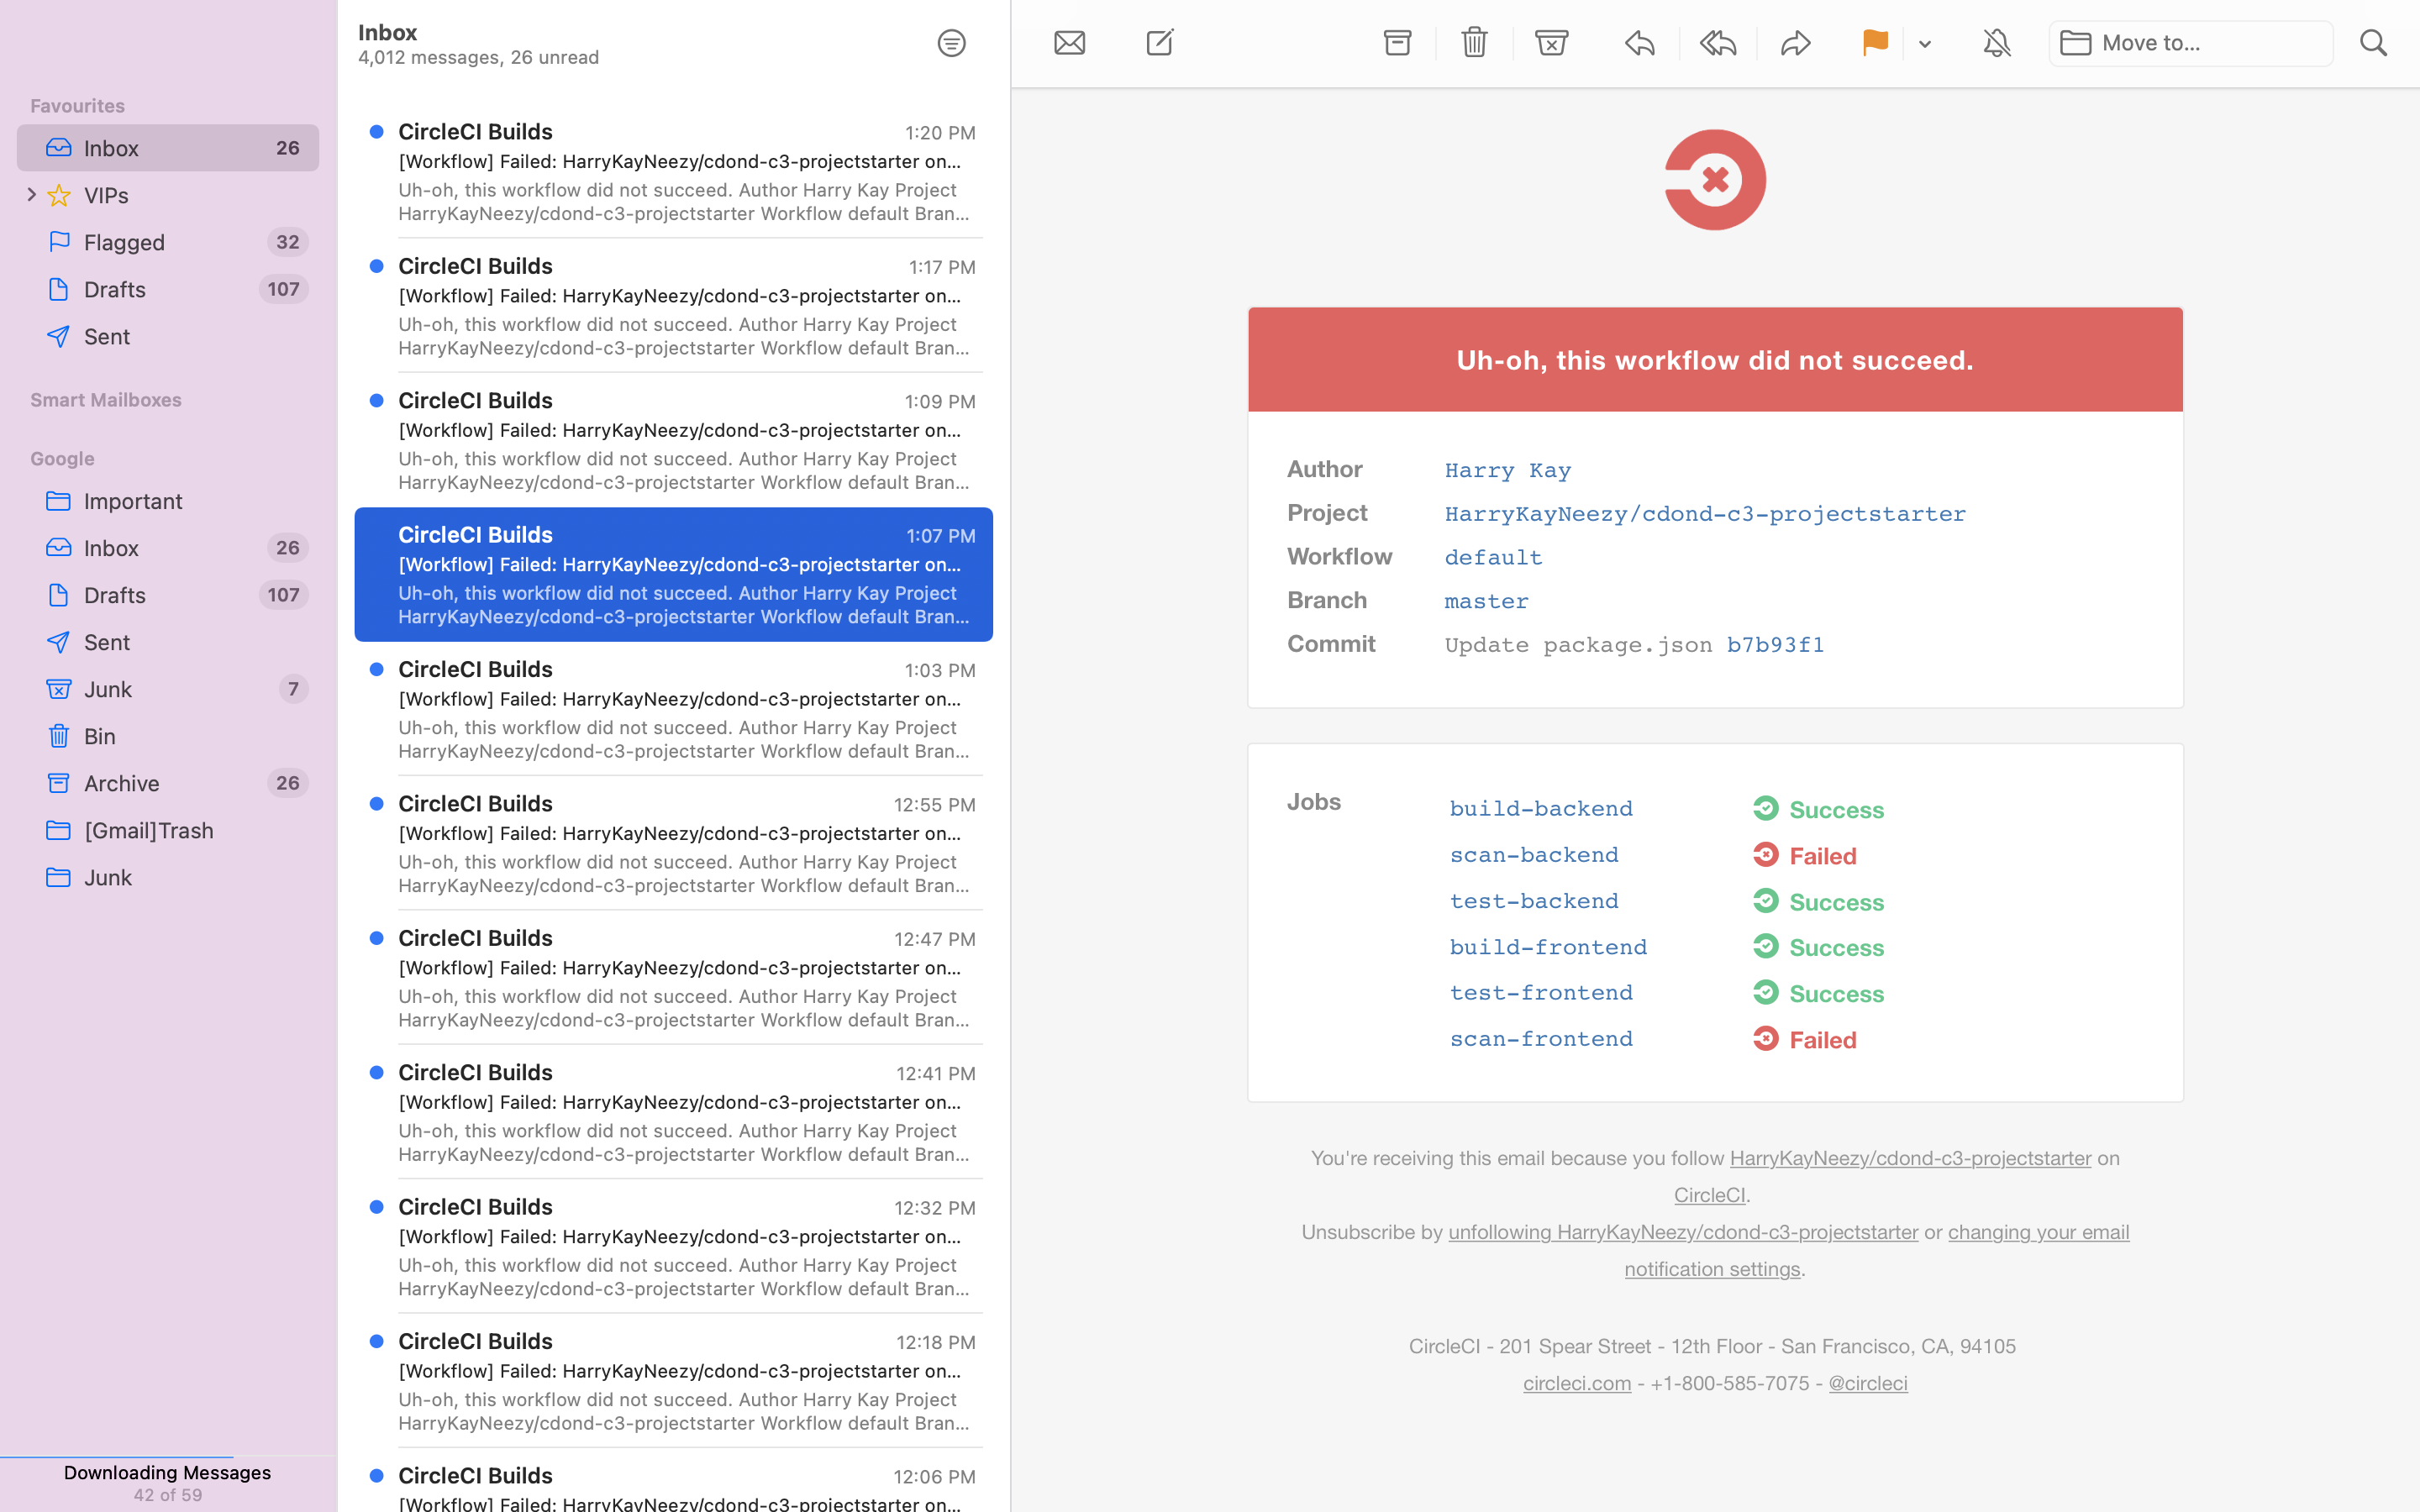 Favourites
Inbox 26
VIPs
Flagged 32
Drafts 107
Sent
Smart Mailboxes
Google
Important
Inbox 26
Drafts 107
Sent
Junk 7
Bin
Archive 26
[Gmail]Trash
Junk
Downloading Messages
42 of 59
Inbox
4,012 messages, 26 unread
CircleCI Builds 1:20 PM
[Workflow] Failed: HarryKayNeezy/cdond-c3-projectstarter on...
Uh-oh, this workflow did not succeed. Author Harry Kay Project
HarryKayNeezy/cdond-c3-projectstarter Workflow default Bran...
CircleCI Builds 1:17 PM
[Workflow] Failed: HarryKayNeezy/cdond-c3-projectstarter on...
Uh-oh, this workflow did not succeed. Author Harry Kay Project
HarryKayNeezy/cdond-c3-projectstarter Workflow default Bran...
CircleCI Builds 1:09 PM
[Workflow] Failed: HarryKayNeezy/cdond-c3-projectstarter on...
Uh-oh, this workflow did not succeed. Author Harry Kay Project
HarryKayNeezy/cdond-c3-projectstarter Workflow default Bran...
CircleCI Builds 1:07 PM
[Workflow] Failed: HarryKayNeezy/cdond-c3-projectstarter on...
Uh-oh, this workflow did not succeed. Author Harry Kay Project
HarryKayNeezy/cdond-c3-projectstarter Workflow default Bran...
CircleCI Builds 1:03 PM
[Workflow] Failed: HarryKayNeezy/cdond-c3-projectstarter on...
Uh-oh, this workflow did not succeed. Author Harry Kay Project
HarryKayNeezy/cdond-c3-projectstarter Workflow default Bran...
CircleCI Builds 12:55 PM
[Workflow] Failed: HarryKayNeezy/cdond-c3-projectstarter on...
Uh-oh, this workflow did not succeed. Author Harry Kay Project
HarryKayNeezy/cdond-c3-projectstarter Workflow default Bran...
CircleCI Builds 12:47 PM
[Workflow] Failed: HarryKayNeezy/cdond-c3-projectstarter on...
Uh-oh, this workflow did not succeed. Author Harry Kay Project
HarryKayNeezy/cdond-c3-projectstarter Workflow default Bran...
CircleCI Builds 12:41 PM
[Workflow] Failed: HarryKayNeezy/cdond-c3-projectstarter on...
Uh-oh, this workflow did not succeed. Author Harry Kay Project
HarryKayNeezy/cdond-c3-projectstarter Workflow default Bran...
CircleCI Builds 12:32 PM
[Workflow] Failed: HarryKayNeezy/cdond-c3-projectstarter on...
Uh-oh, this workflow did not succeed. Author Harry Kay Project
HarryKayNeezy/cdond-c3-projectstarter Workflow default Bran...
CircleCI Builds 12:18 PM
[Workflow] Failed: HarryKayNeezy/cdond-c3-projectstarter on...
Uh-oh, this workflow did not succeed. Author Harry Kay Project
HarryKayNeezy/cdond-c3-projectstarter Workflow default Bran...
CircleCI Builds 12:06 PM
[Workflow] Failed: HarryKayNeezy/cdond-c3-projectstarter on...
Move to...
Uh-oh, this workflow did not succeed.
Author Harry Kay
Project HarryKayNeezy/cdond-c3-projectstarter
Workflow default
Branch master
Commit Update package.json b7b93f1
Jobs build-backend Success
scan-backend Failed
test-backend Success
build-frontend Success
test-frontend Success
scan-frontend Failed
You're receiving this email because you follow HarryKayNeezy/cdond-c3-projectstarter on
CircleCI.
Unsubscribe by unfollowing HarryKayNeezy/cdond-c3-projectstarter or changing your email
notification settings.
CircleCI - 201 Spear Street - 12th Floor - San Francisco, CA, 94105
circleci.com - +1-800-585-7075 - @circleci